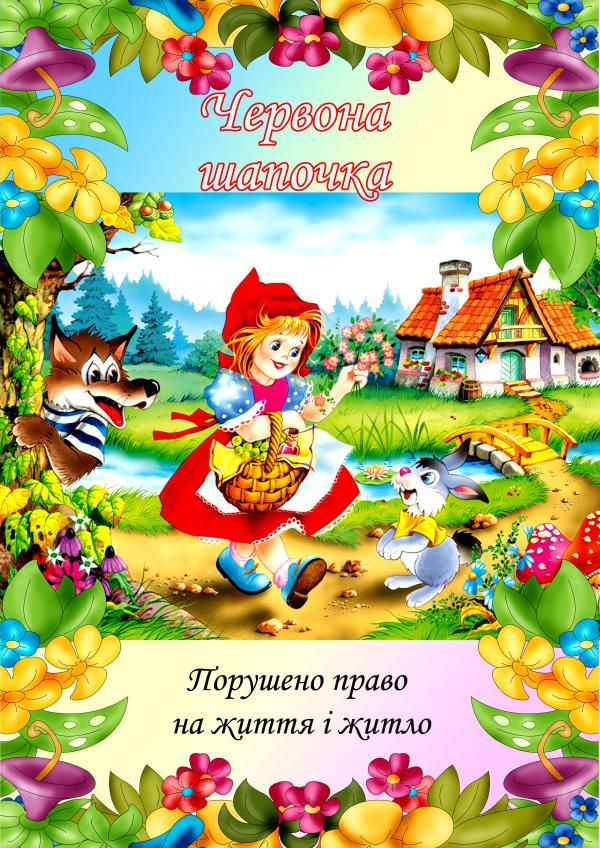 Червона
шапочка
Порушено право
на життя і житло